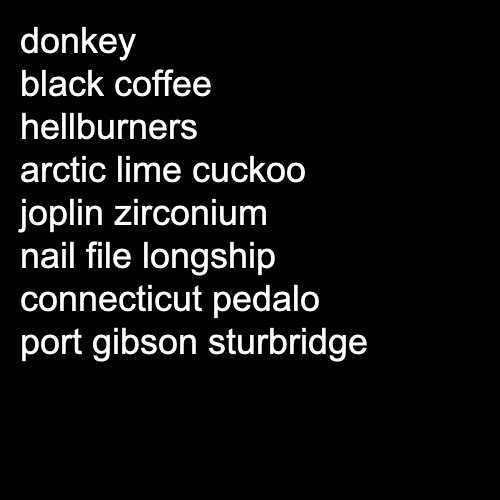 donkey
black coffee
hellburners
arctic lime cuckoo
joplin zirconium
nail file longship
connecticut pedalo
port gibson sturbridge